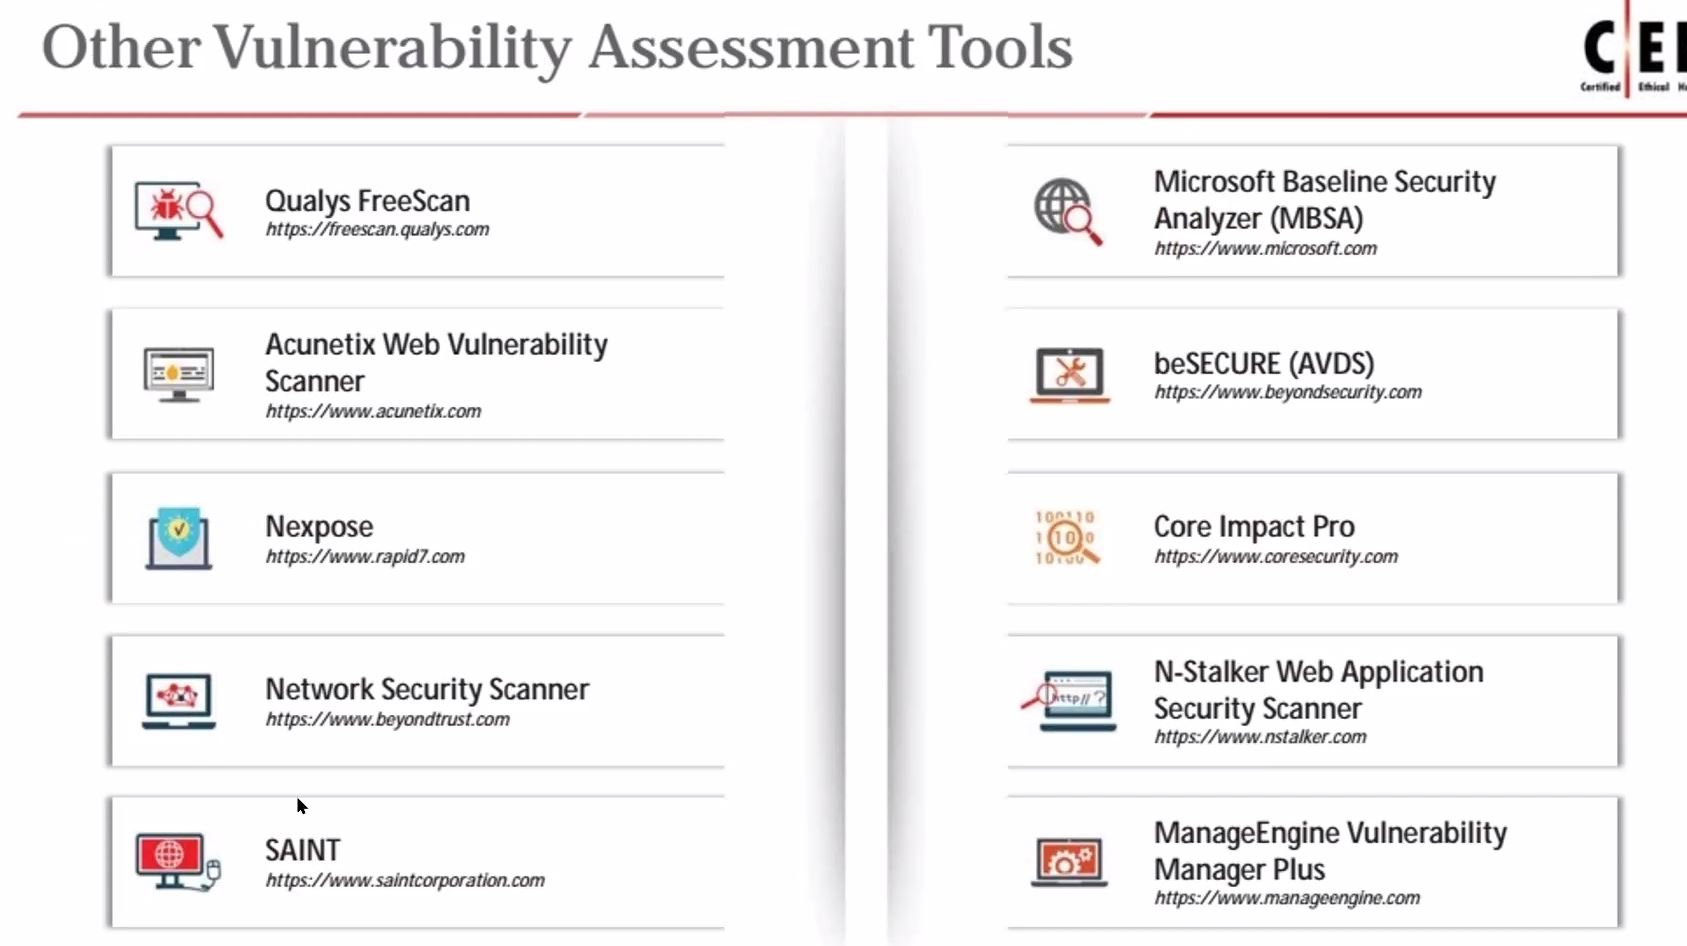 Other Vulnerability Assessment Tools
Certified Ethical
Qualys FreeScan
https://freescan.qualys.com
Acunetix Web Vulnerability
Scanner
https://www.acunetix.com
Nexpose
https://www.rapid7.com
Network Security Scanner
https://www.beyondtrust.com
SAINT
https://www.saintcorporation.com
Microsoft Baseline Security
Analyzer (MBSA)
https://www.microsoft.com
beSECURE (AVDS)
https://www.beyondsecurity.com
100110
10
Core Impact Pro
https://www.coresecurity.com
http// ?
N-Stalker Web Application
Security Scanner
https://www.nstalker.com
ManageEngine Vulnerability
Manager Plus
https://www.manageengine.com